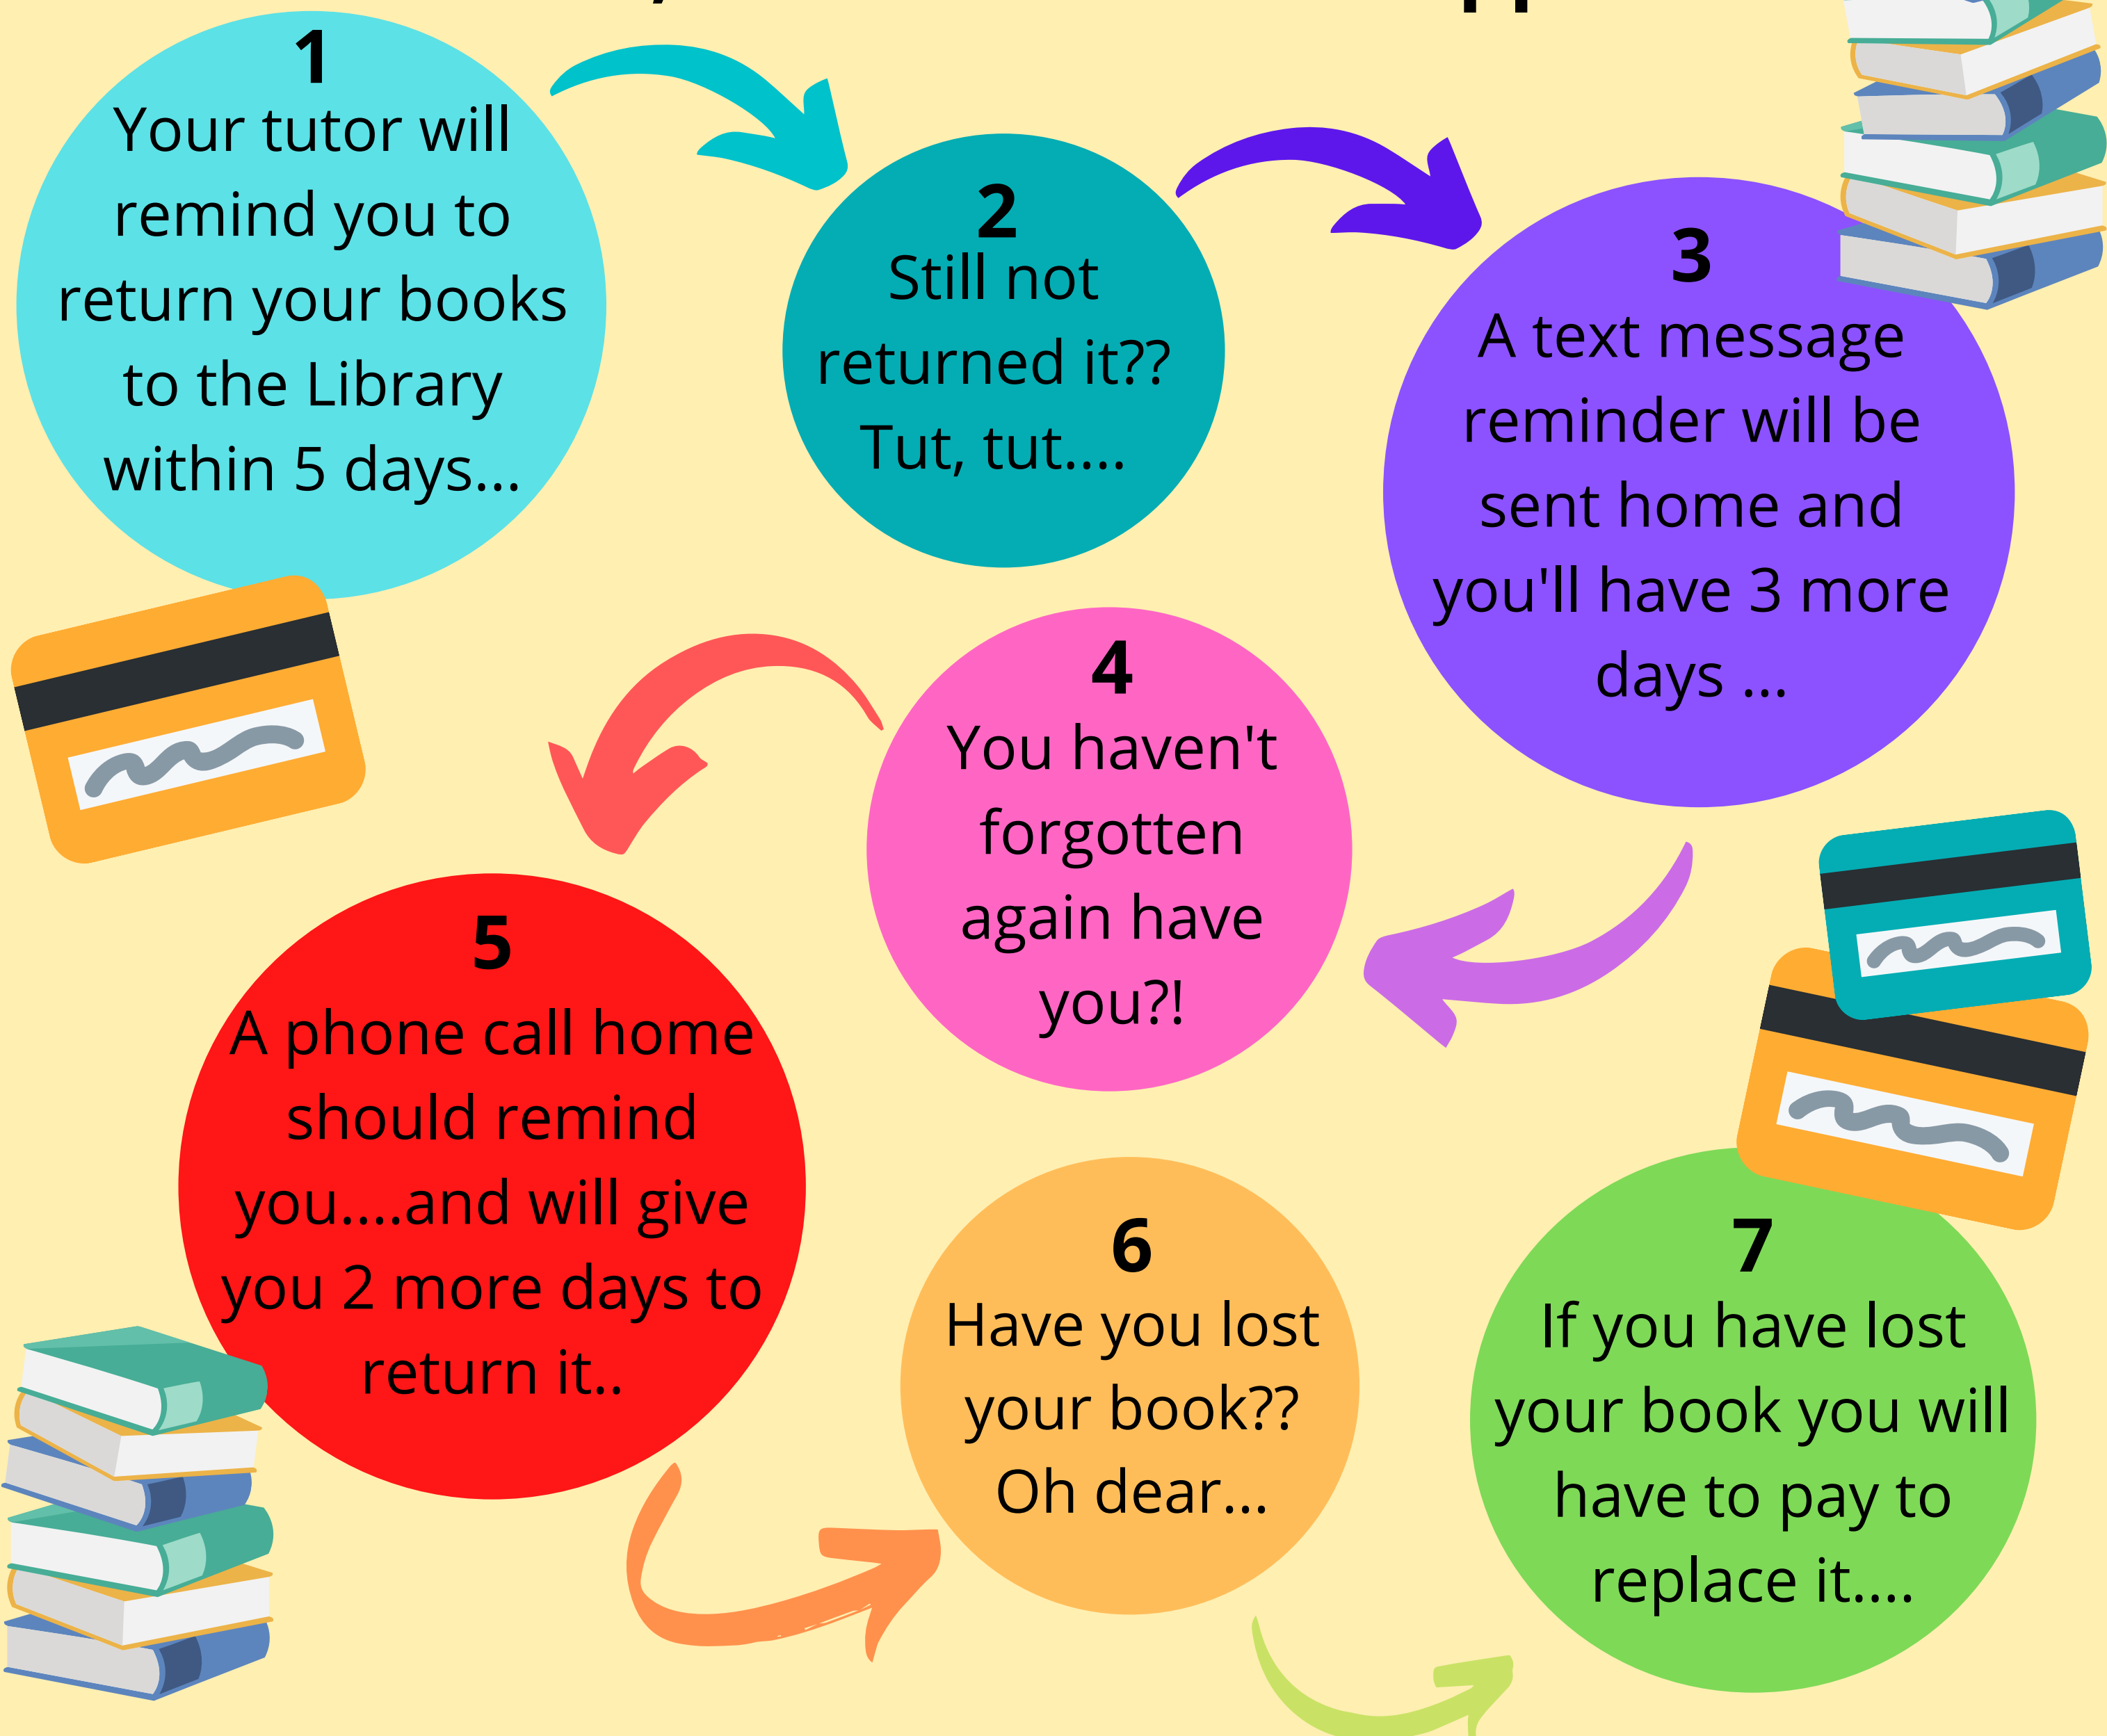 1
Your tutor will
remind you to
return your books
to the Library
within 5 days...
2
Still not
returned it??
Tut, tut....
3
A text message
reminder will be
sent home and
you'll have 3 more
days ...
4
You haven't
forgotten
again have
you?!
5
A phone call home
should remind
you....and will give
you 2 more days to
return it..
6
Have you lost
your book??
Oh dear...
7
If you have lost
your book you will
have to pay to
replace it....